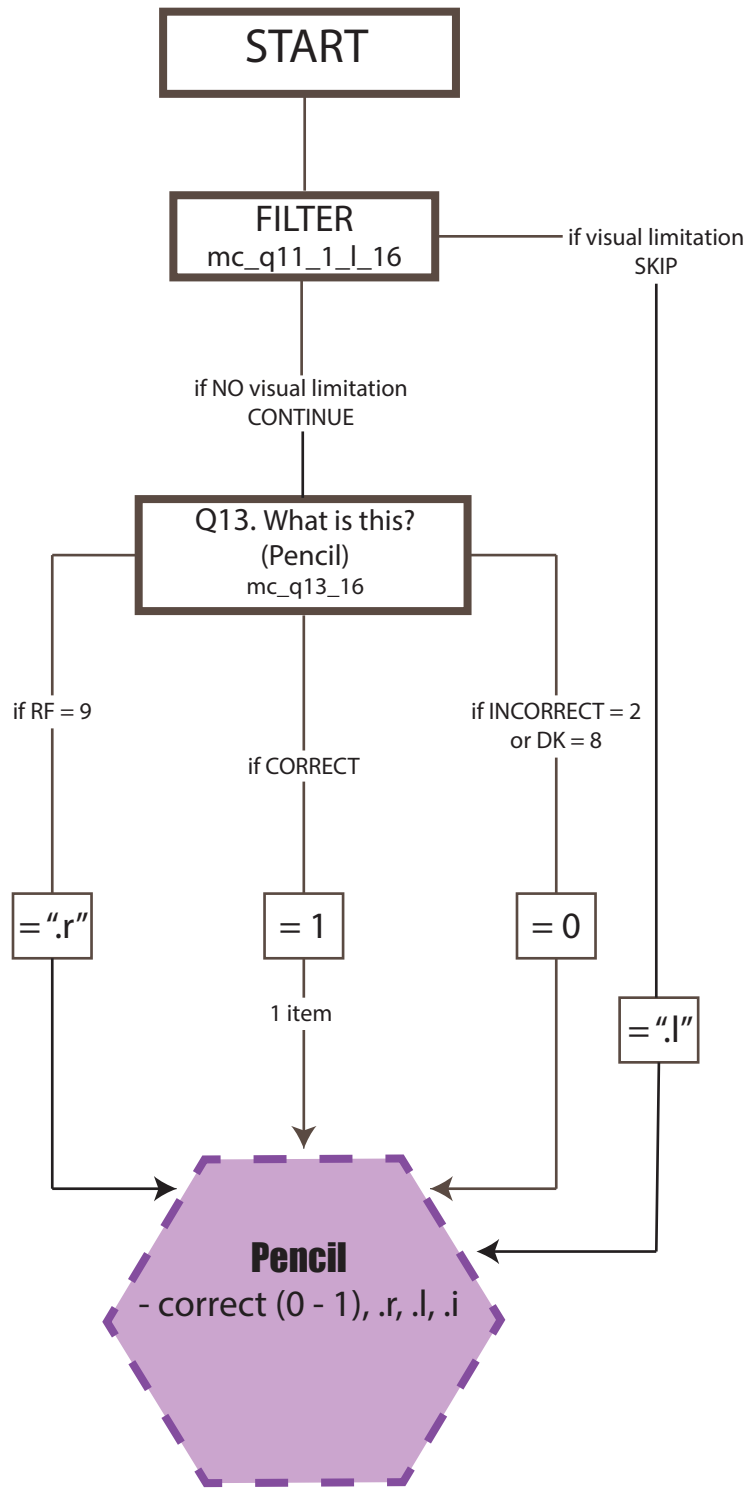 START
FILTER
mc_q11_1_l_16
if visual limitation
SKIP
if NO visual limitation
CONTINUE
Q13. What is this?
(Pencil)
mc_q13_16
if RF = 9
if CORRECT
if INCORRECT = 2
or DK = 8
= “.r”
= 1
= 0
1 item
= “.l”
Pencil
- correct (0 - 1), .r, .l, .i